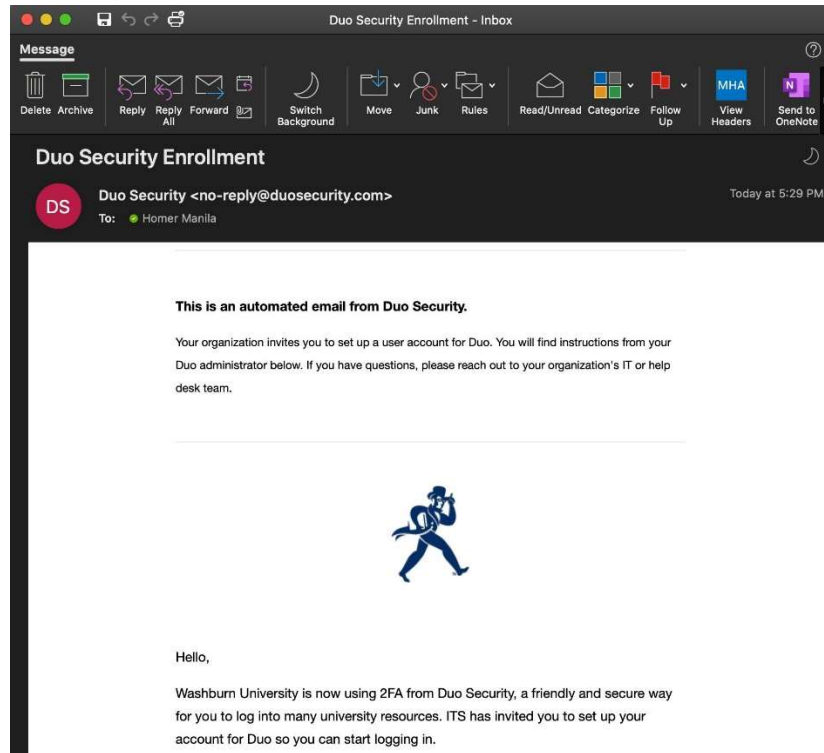 Duo Security Enrollment - Inbox
Message
Delete Archive Reply Reply All Forward Switch Background Move Junk Rules Read/Unread Categorize Follow Up MHA View Headers N Send to OneNote
Duo Security Enrollment
DS
Duo Security <no-reply@duosecurity.com>
Today at 5:29 PM
To: Homer Manila
This is an automated email from Duo Security.
Your organization invites you to set up a user account for Duo. You will find instructions from your
Duo administrator below. If you have questions, please reach out to your organization's IT or help
desk team.
Hello,
Washburn University is now using 2FA from Duo Security, a friendly and secure way
for you to log into many university resources. ITS has invited you to set up your
account for Duo so you can start logging in.